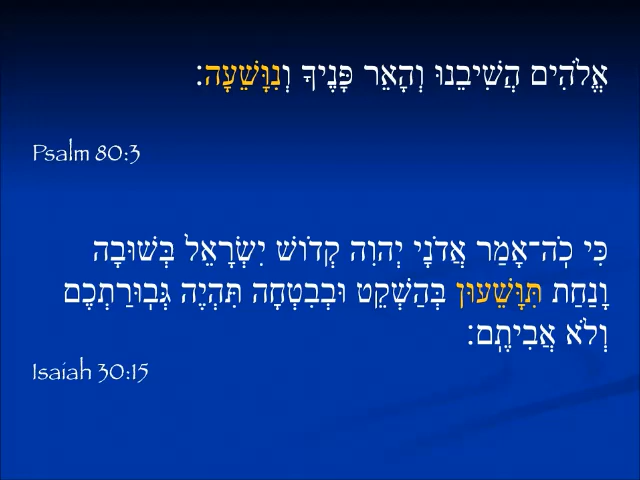 אֱלֹהִים הֲשִׁיבֵנוּ וְהָאֵר פָּנֶיךָ וְנִוָּשֵׁעָה׃
Psalm 80:3
כִּי כֹה־אָמַר אֲדֹנָי יְהוִה קְדוֹשׁ יִשְׂרָאֵל בְּשׁוּבָה
וָנַחַת תִּוָּשֵׁעוּן בְּהַשְׁקֵט וּבְבִטְחָה תִּהְיֶה גְּבוּרַתְכֶם
וְלֹא אֲבִיתֶם׃
Isaiah 30:15